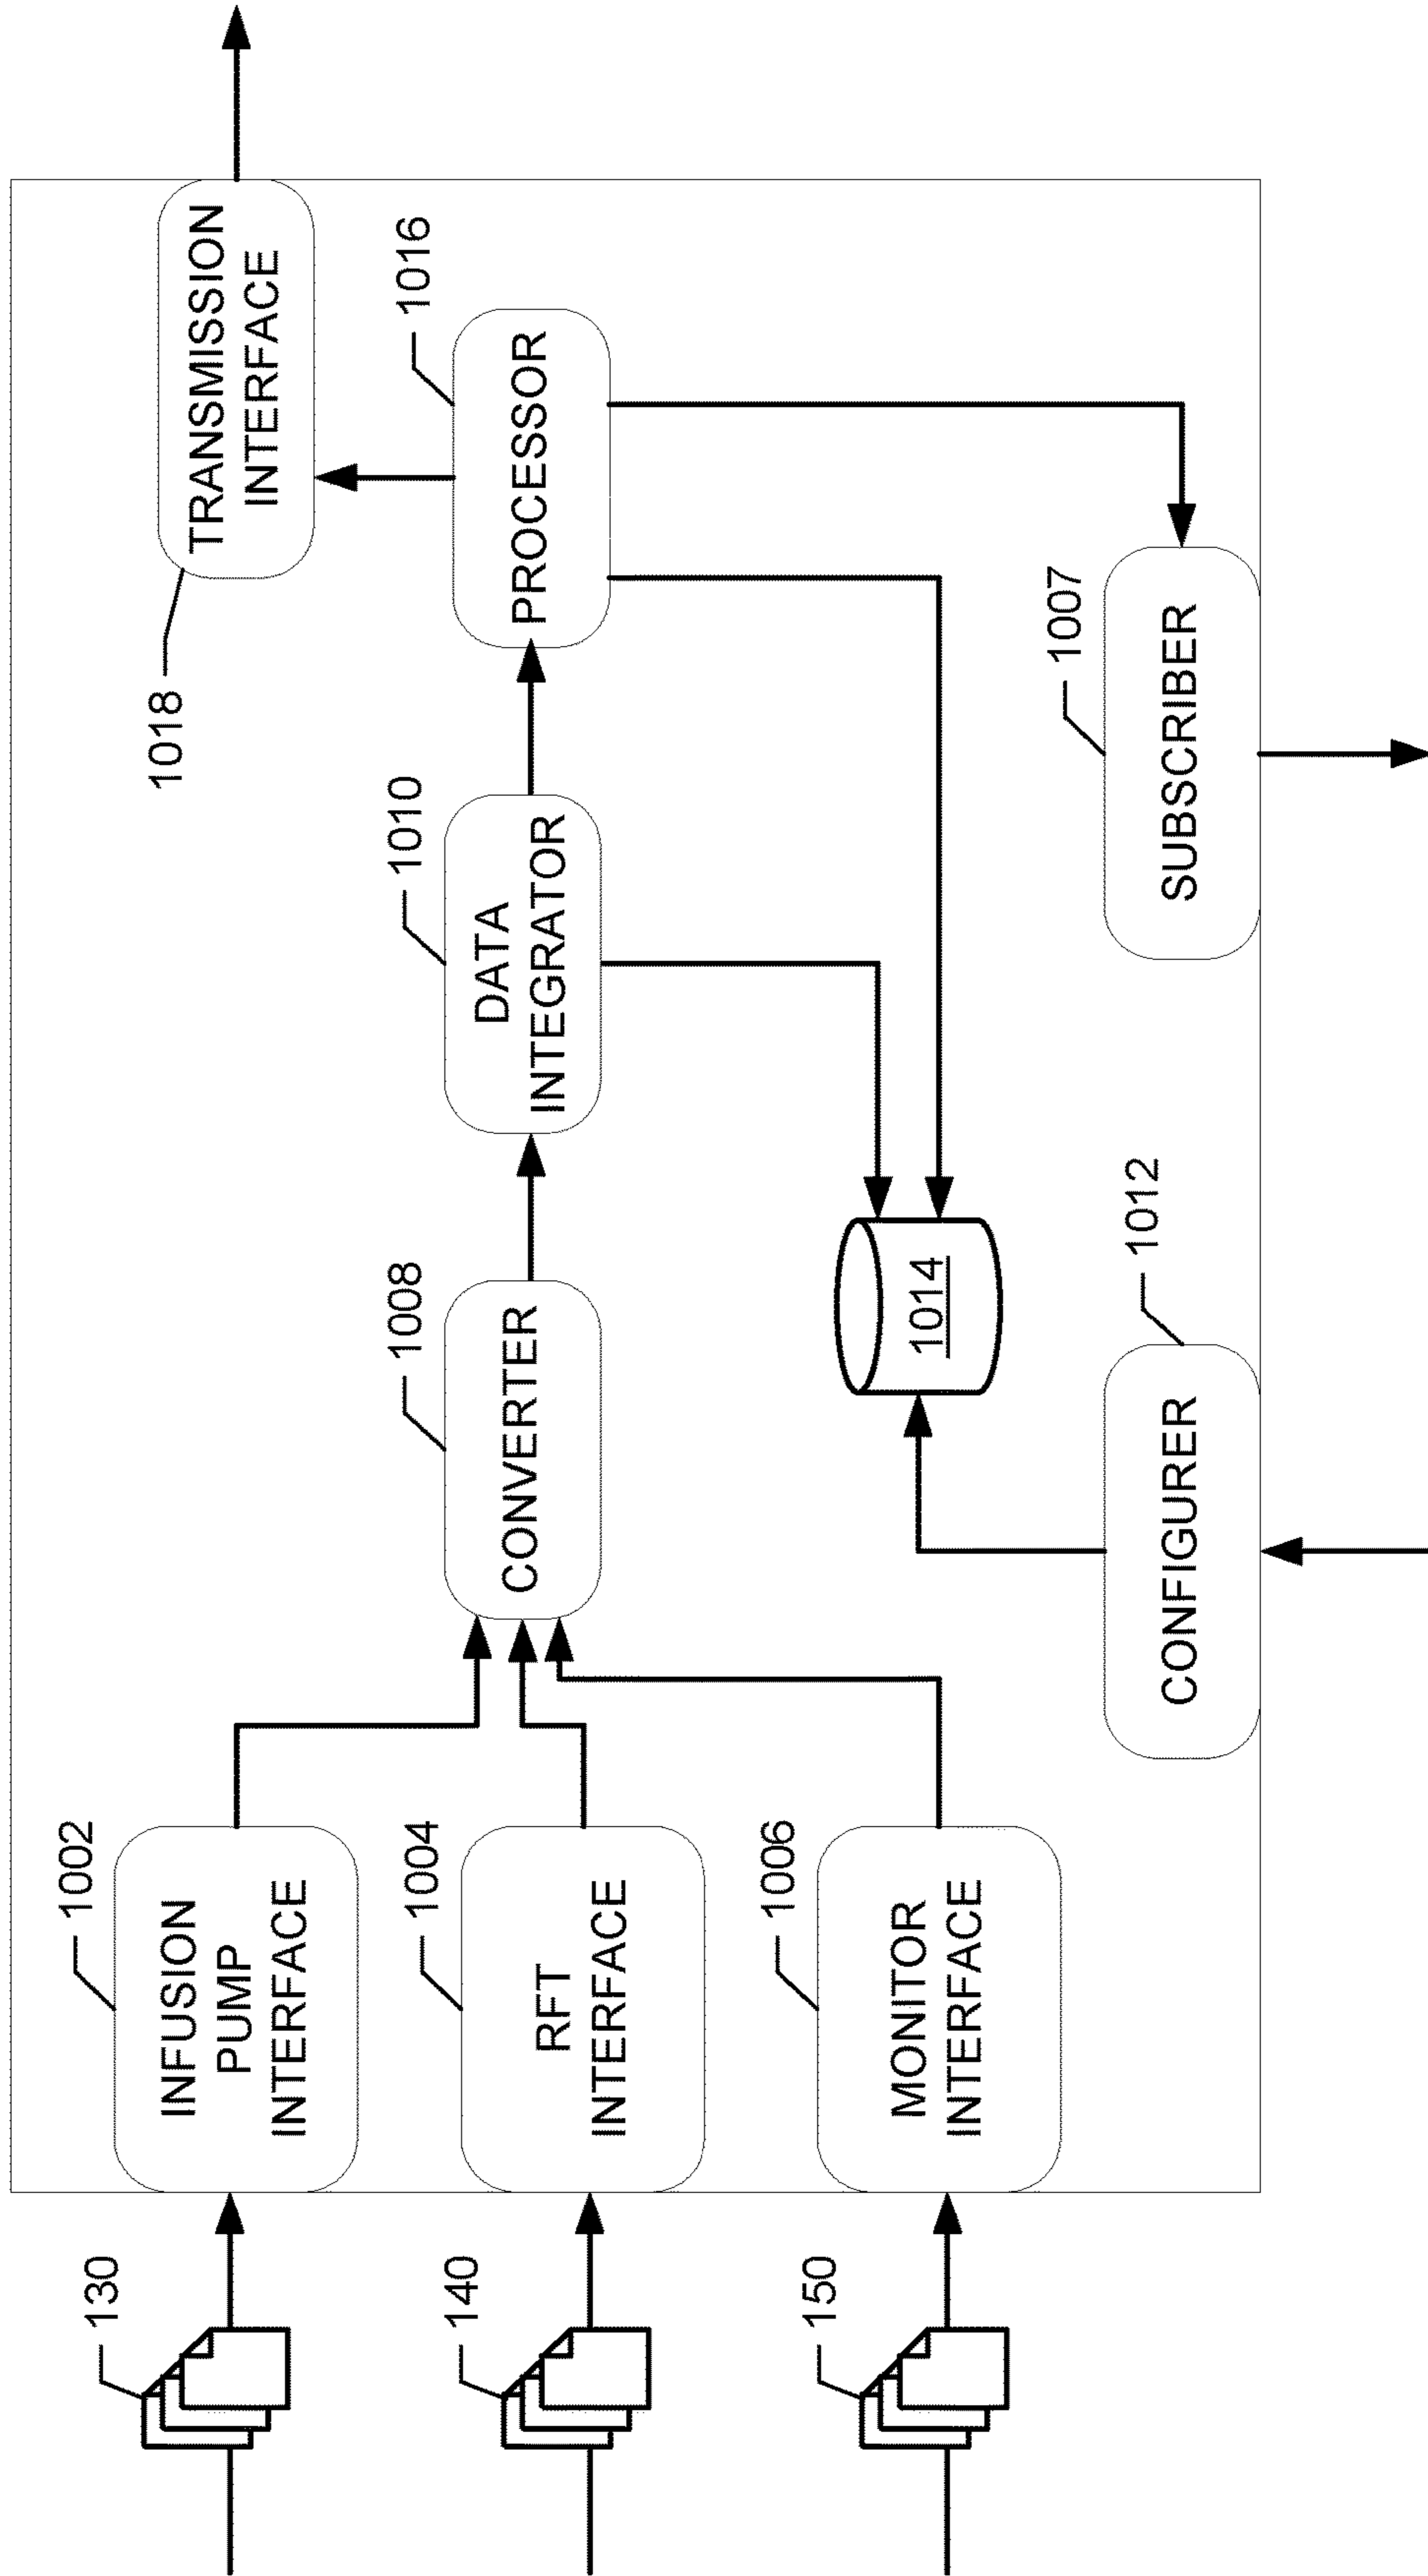 130
140
150
1002
INFUSION
PUMP
INTERFACE
1004
RFT
INTERFACE
1006
MONITOR
INTERFACE
1008
CONVERTER
1010
DATA
INTEGRATOR
1016
PROCESSOR
1018
TRANSMISSION
INTERFACE
1014
1012
CONFIGURER
1007
SUBSCRIBER